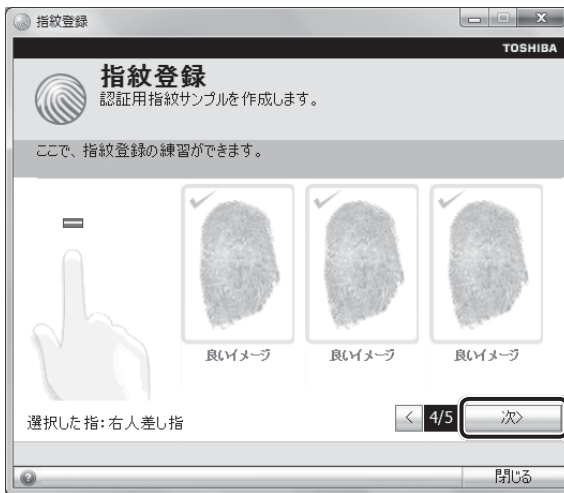 指紋登録
TOSHIBA
指紋登録
認証用指紋サンプルを作成します。
ここで、指紋登録の練習ができます。
良いイメージ
良いイメージ
良いイメージ
選択した指:右人差し指
< 4/5 次>
閉じる